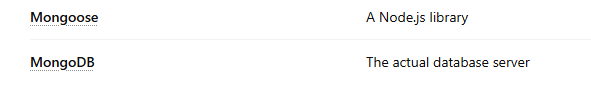 Mongoose A Node.js library
MongoDB The actual database server